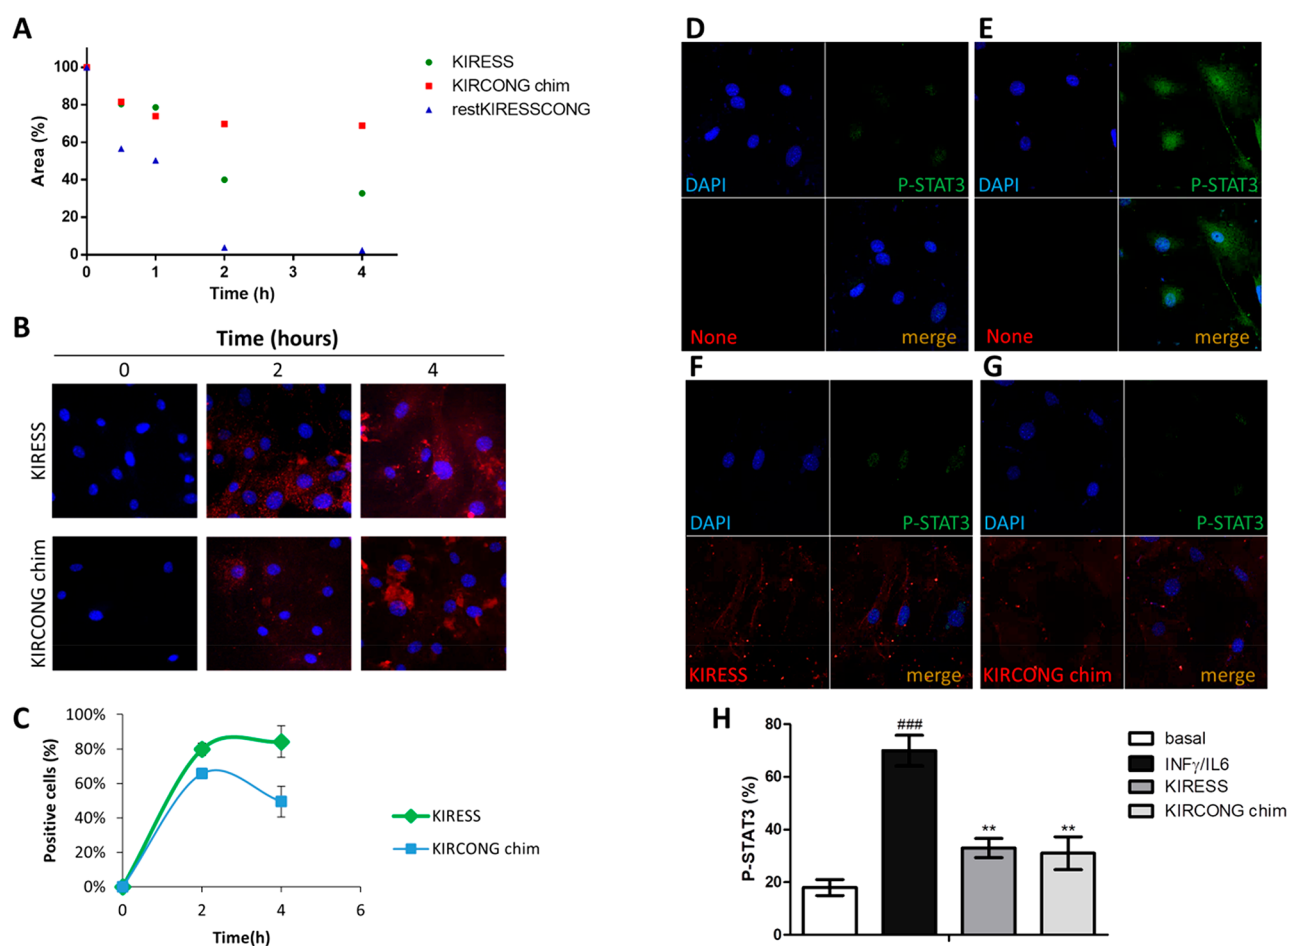 A
100
80
60
40
20
0
Area (%)
0 1 2 3 4
Time (h)
KIRESS
KIRCONG chim
restKIRESSCONG
B
Time (hours)
0 2 4
KIRESS
KIRCONG chim
C
100%
80%
60%
40%
20%
0%
Positive cells (%)
0 2 4 6
Time(h)
KIRESS
KIRCONG chim
D
DAPI
P-STAT3
None
merge
E
DAPI
P-STAT3
None
merge
F
DAPI
P-STAT3
KIRESS
merge
G
DAPI
P-STAT3
KIRCONG chim
merge
H
80
60
40
20
0
P-STAT3 (%)
###
**
**
basal
INFγ/IL6
KIRESS
KIRCONG chim